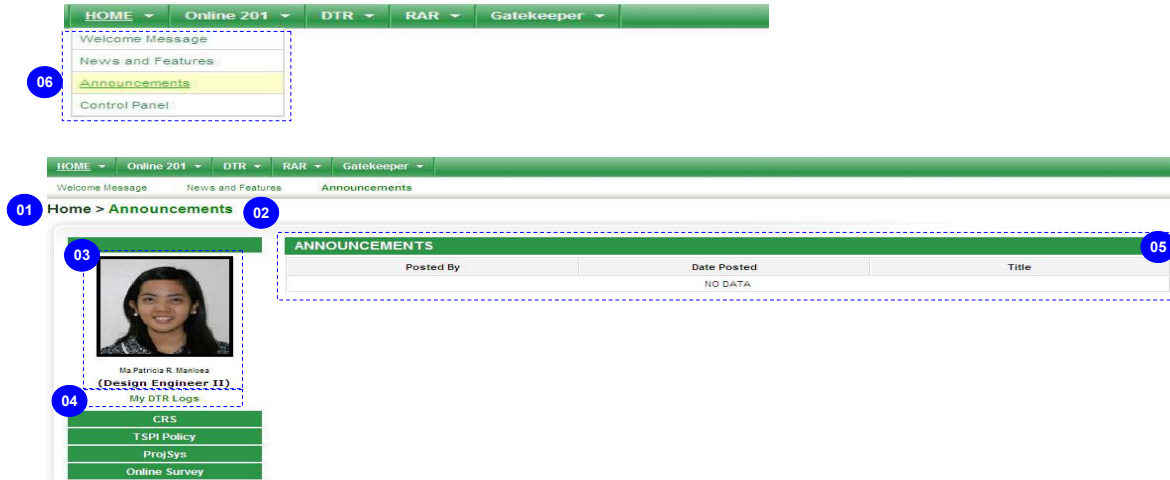 HOME Online 201 DTR RAR Gatekeeper
Welcome Message
News and Features
06
Announcements
Control Panel
HOME Online 201 DTR RAR Gatekeeper
Welcome Message News and Features Announcements
01 Home > Announcements 02
03
ANNOUNCEMENTS 05
Posted By Date Posted Title
NO DATA
Ma.Patricia R. Manlosa
(Design Engineer II)
04 My DTR Logs
CRS
TSPI Policy
ProjSys
Online Survey